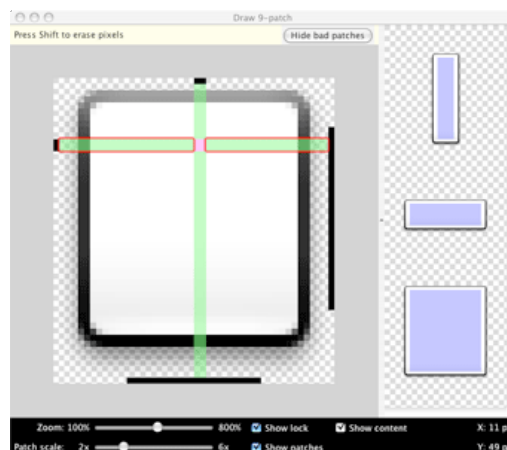 Draw 9-patch
Press Shift to erase pixels
Hide bad patches
Zoom: 100% 800% Show lock Show content X: 11 p
Patch scale: 2x 6x Show patches Y: 49 p